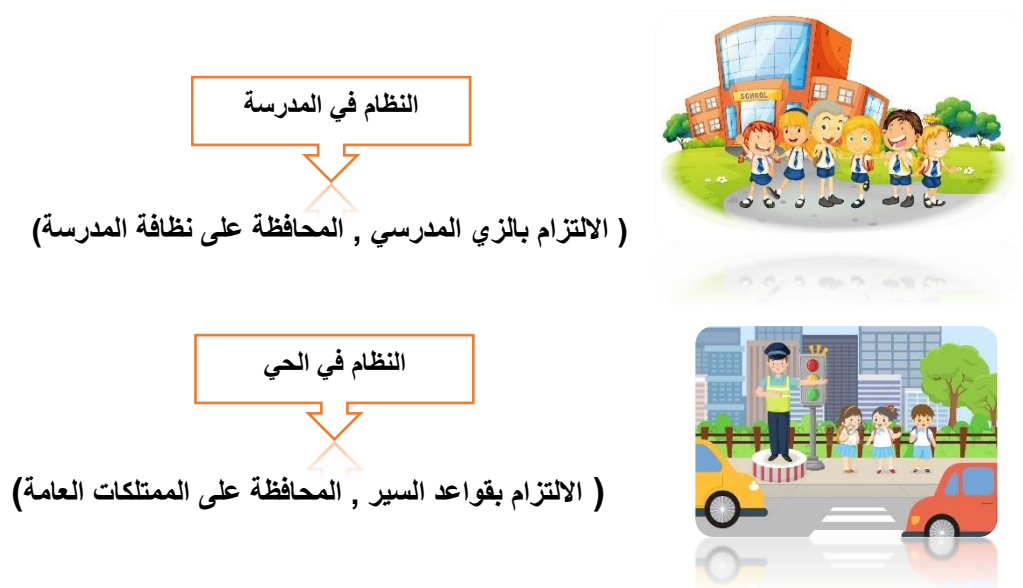 النظام في المدرسة
SCHOOL
( الالتزام بالزي المدرسي , المحافظة على نظافة المدرسة)
النظام في الحي
( الالتزام بقواعد السير , المحافظة على الممتلكات العامة)